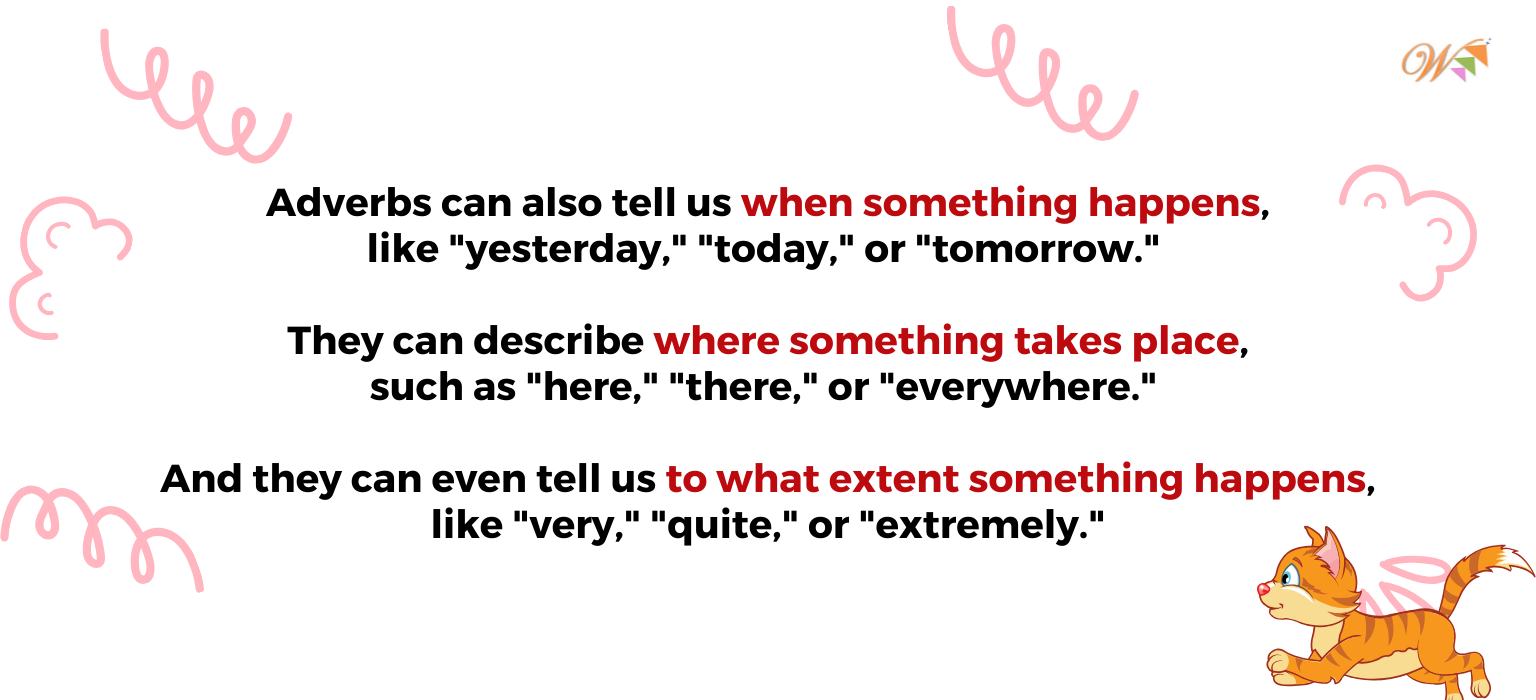 W
Adverbs can also tell us when something happens,
like "yesterday," "today," or "tomorrow."
They can describe where something takes place,
such as "here," "there," or "everywhere."
And they can even tell us to what extent something happens,
like "very," "quite," or "extremely."